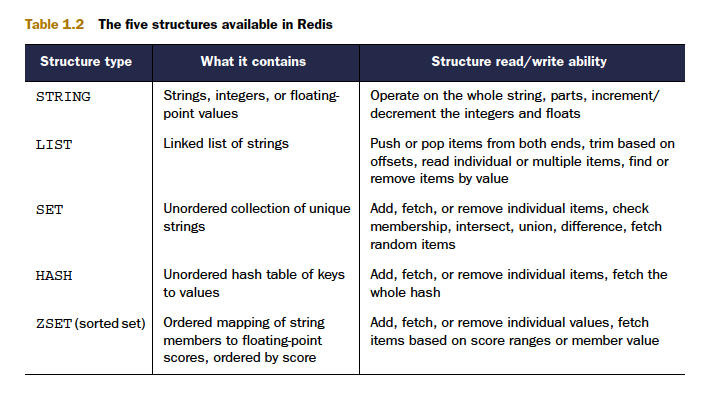 Table 1.2 The five structures available in Redis
Structure type What it contains Structure read/write ability
STRING Strings, integers, or floating- Operate on the whole string, parts, increment/
point values decrement the integers and floats
LIST Linked list of strings Push or pop items from both ends, trim based on
offsets, read individual or multiple items, find or
remove items by value
SET Unordered collection of unique Add, fetch, or remove individual items, check
strings membership, intersect, union, difference, fetch
random items
HASH Unordered hash table of keys Add, fetch, or remove individual items, fetch the
to values whole hash
ZSET (sorted set) Ordered mapping of string Add, fetch, or remove individual values, fetch
members to floating-point items based on score ranges or member value
scores, ordered by score